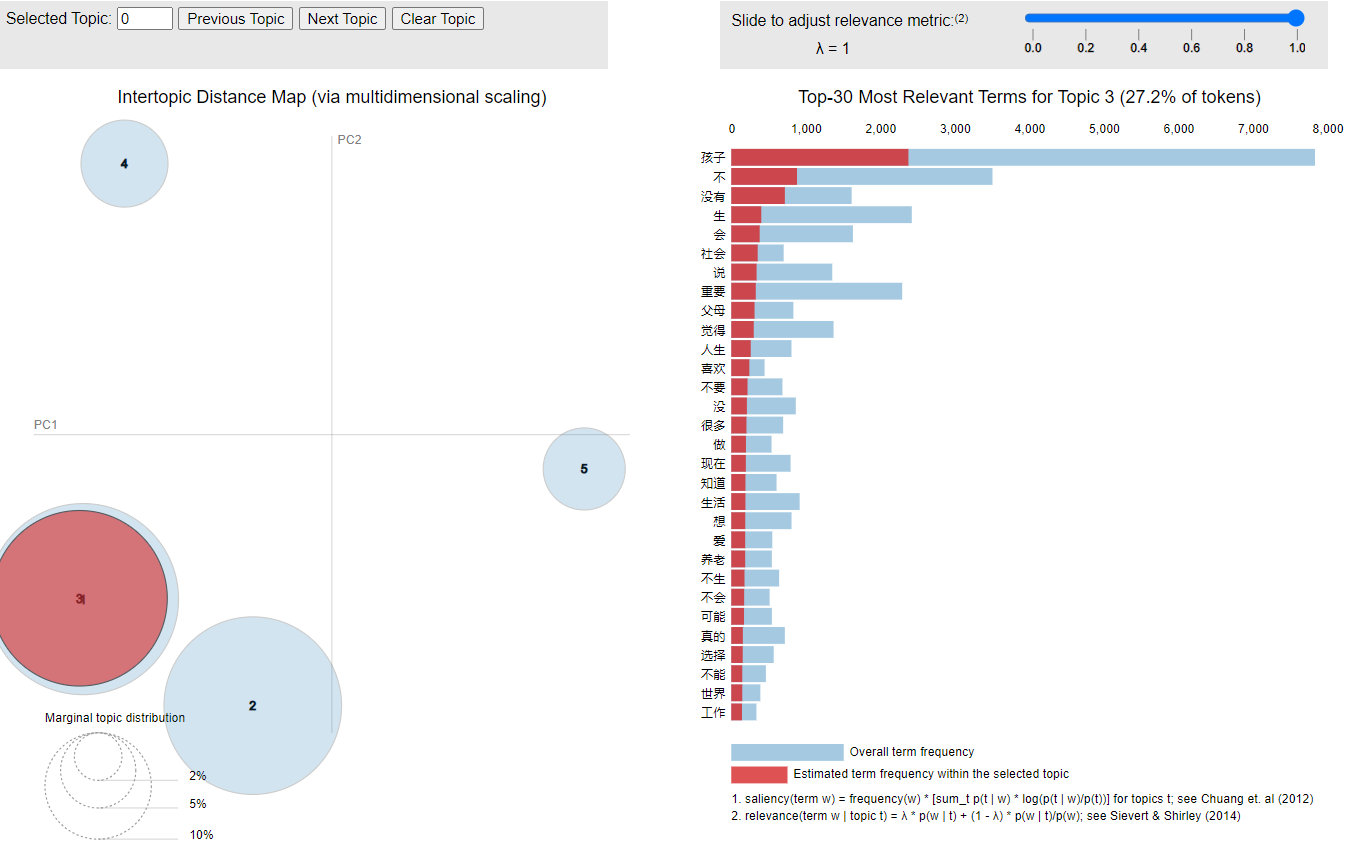 Selected Topic: 0 Previous Topic Next Topic Clear Topic
Slide to adjust relevance metric:(2)
λ = 1
0.0 0.2 0.4 0.6 0.8 1.0
Intertopic Distance Map (via multidimensional scaling)
PC2
PC1
4
5
3
2
Marginal topic distribution
2%
5%
10%
Top-30 Most Relevant Terms for Topic 3 (27.2% of tokens)
0 1,000 2,000 3,000 4,000 5,000 6,000 7,000 8,000
孩子
不
没有
生
会
社会
说
重要
父母
觉得
人生
喜欢
不要
没
很多
做
现在
知道
生活
想
爱
养老
不生
不会
可能
真的
选择
不能
世界
工作
Overall term frequency
Estimated term frequency within the selected topic
1. saliency(term w) = frequency(w) * [sum_t p(t | w) * log(p(t | w)/p(t))] for topics t; see Chuang et. al (2012)
2. relevance(term w | topic t) = λ * p(w | t) + (1 - λ) * p(w | t)/p(w); see Sievert & Shirley (2014)